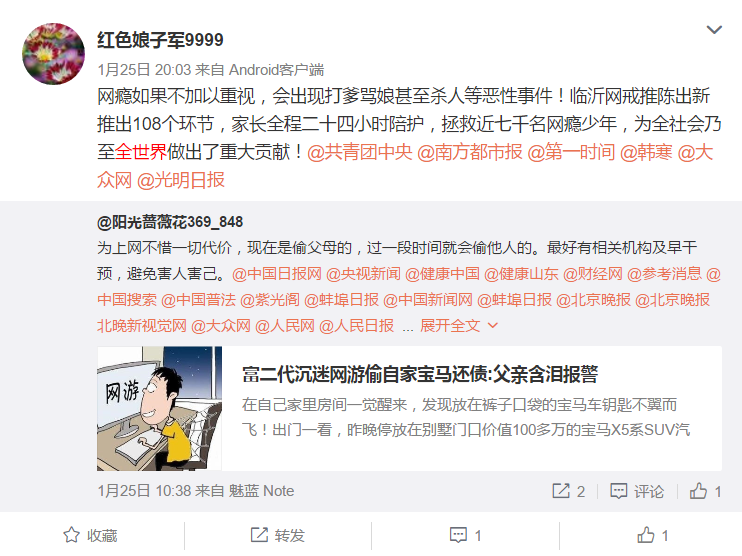 红色娘子军9999
1月25日 20:03 来自 Android客户端
网瘾如果不加以重视，会出现打爹骂娘甚至杀人等恶性事件！临沂网戒推陈出新
推出108个环节，家长全程二十四小时陪护，拯救近七千名网瘾少年，为全社会乃
至全世界做出了重大贡献！@共青团中央 @南方都市报 @第一时间 @韩寒 @大
众网 @光明日报
@阳光蔷薇花369_848
为上网不惜一切代价，现在是偷父母的，过一段时间就会偷他人的。最好有相关机构及早干
预，避免害人害己。@中国日报网 @央视新闻 @健康中国 @健康山东 @财经网 @参考消息 @
中国搜索 @中国普法 @紫光阁 @蚌埠日报 @中国新闻网 @蚌埠日报 @北京晚报 @北京晚报
北晚新视觉网 @大众网 @人民网 @人民日报 ... 展开全文
网游
富二代沉迷网游偷自家宝马还债:父亲含泪报警
在自己家里房间一觉醒来，发现放在裤子口袋的宝马车钥匙不翼而
飞！出门一看，昨晚停放在别墅门口价值100多万的宝马X5系SUV汽
1月25日 10:38 来自 魅蓝 Note 2 评论 1
收藏 转发 1 1